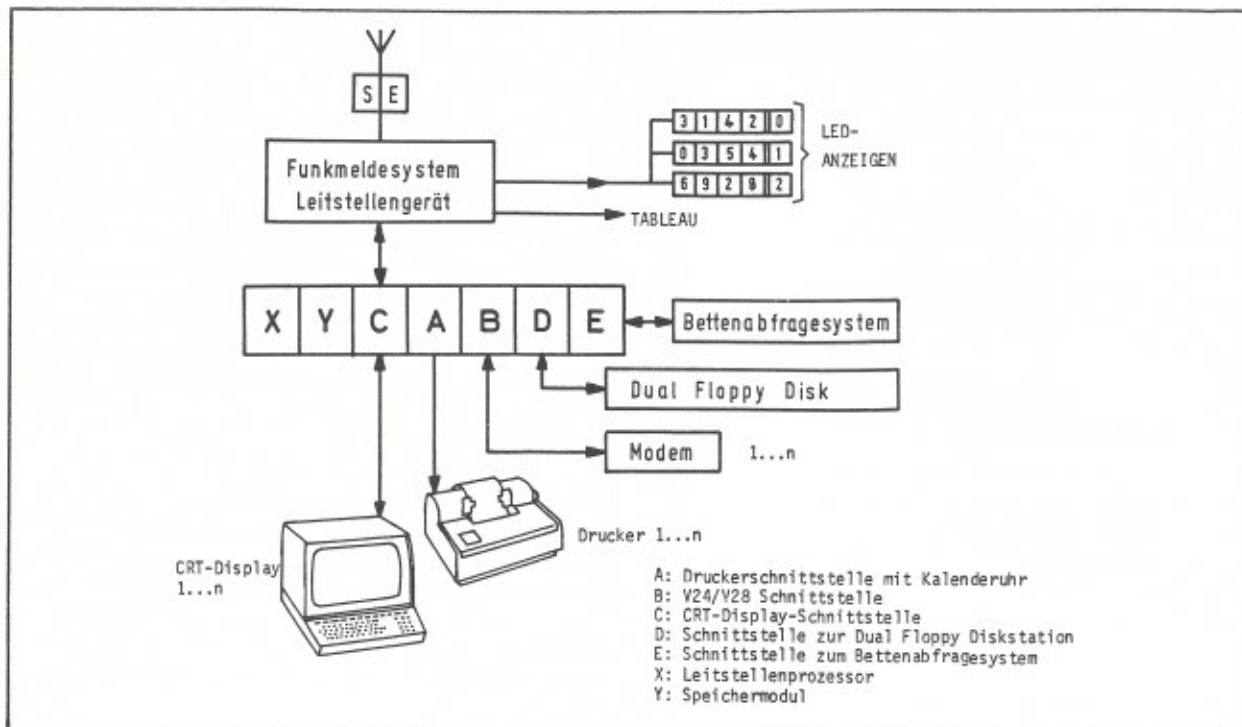 S E
3 1 4 2 0
0 3 5 4 1
6 9 2 8 2
LED-
ANZEIGEN
Funkmeldesystem
Leitstellengerät
TABLEAU
X Y C A B D E
Bettenabfragesystem
Dual Floppy Disk
Modem 1...n
Drucker 1...n
CRT-Display
1...n
A: Druckerschnittstelle mit Kalenderuhr
B: V24/V28 Schnittstelle
C: CRT-Display-Schnittstelle
D: Schnittstelle zur Dual Floppy Diskstation
E: Schnittstelle zum Bettenabfragesystem
X: Leitstellenprozessor
Y: Speichermodul